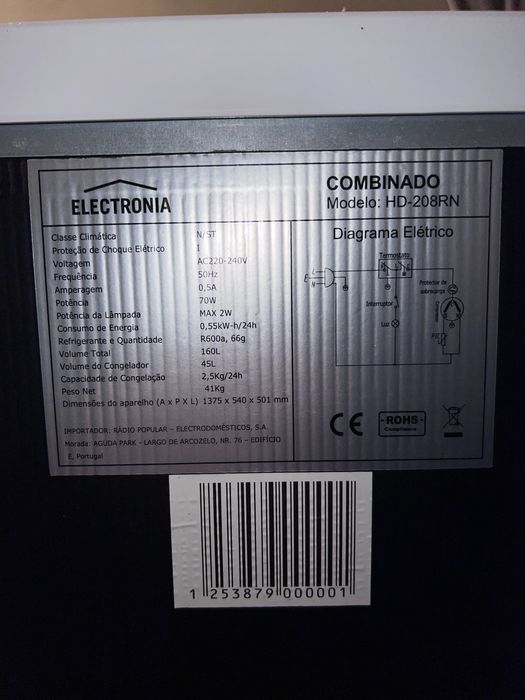 ELECTRONIA
COMBINADO
Modelo: HD-208RN
Classe Climática N/ST
Proteção de Choque Elétrico I
Voltagem AC220-240V
Frequência 50Hz
Amperagem 0,5A
Potência 70W
Potência da Lâmpada MAX 2W
Consumo de Energia 0,55kW-h/24h
Refrigerante e Quantidade R600a, 66g
Volume Total 160L
Volume do Congelador 45L
Capacidade de Congelação 2,5Kg/24h
Peso Net 41Kg
Dimensões do aparelho (A x P X L) 1375 x 540 x 501 mm
IMPORTADOR: RÁDIO POPULAR – ELECTRODOMÉSTICOS, S.A
Morada: AGUDA PARK - LARGO DE ARCOZELO, NR. 76 – EDIFÍCIO
E, Portugal
Diagrama Elétrico
Termostato
L
E
N
Interruptor
Luz
Protector de
sobrecarga
CE
-ROHS-
Compliance
1 253879 000001